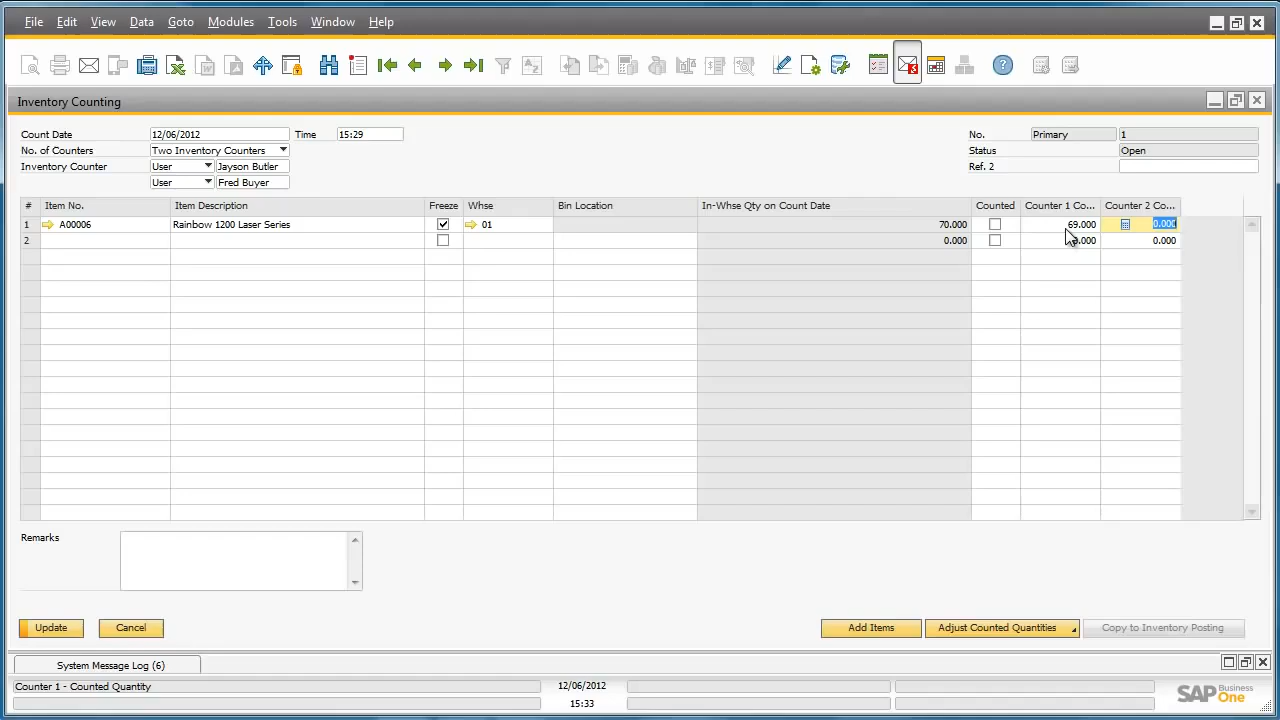 File Edit View Data Goto Modules Tools Window Help
Inventory Counting
Count Date 12/06/2012 Time 15:29 No. Primary 1
No. of Counters Two Inventory Counters Status Open
Inventory Counter User Jayson Butler Ref. 2
User Fred Buyer
# Item No. Item Description Freeze Whse Bin Location In-Whse Qty on Count Date Counted Counter 1 Co... Counter 2 Co...
1 A00006 Rainbow 1200 Laser Series 01 70.000 69.000 0.000
2 0.000 0.000
Remarks
Update Cancel Add Items Adjust Counted Quantities Copy to Inventory Posting
System Message Log (6)
Counter 1 - Counted Quantity 12/06/2012
15:33
SAP Business One